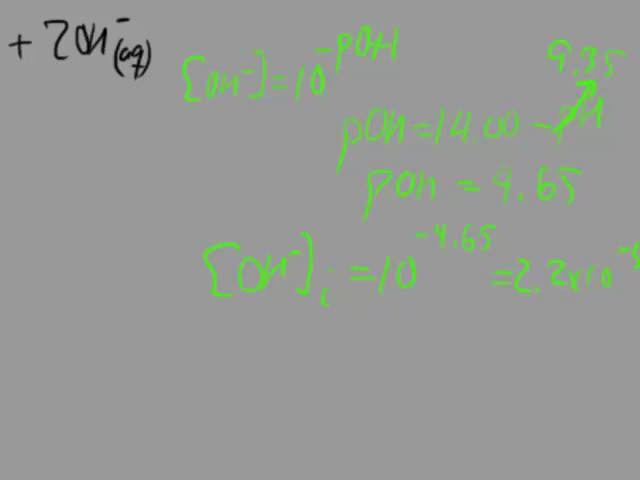 + 2OH⁻(aq)
[OH⁻] = 10^-pOH
9.35
pOH = 14.00 - pH
pOH = 4.65
[OH⁻]i = 10^-4.65 = 2.2x10^-5